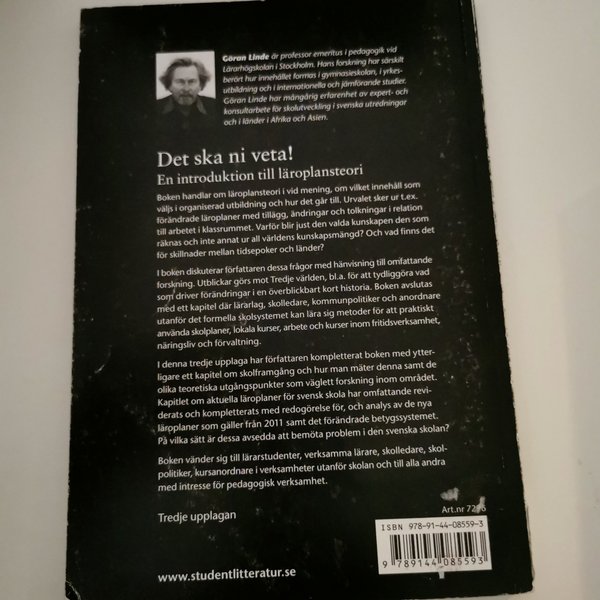 Göran Linde är professor emeritus i pedagogik vid
Lärarhögskolan i Stockholm. Hans forskning har särskilt
berört hur innehållet formas i gymnasieskolan, i yrkes-
utbildning och i internationella och jämförande studier.
Göran Linde har mångårig erfarenhet av expert- och
konsultarbete för skolutveckling i svenska utredningar
och i länder i Afrika och Asien.
Det ska ni veta!
En introduktion till läroplansteori
Boken handlar om läroplansteori i vid mening, om vilket innehåll som
väljs i organiserad utbildning och hur det går till. Urvalet sker ur t.ex.
förändrade läroplaner med tillägg, ändringar och tolkningar i relation
till arbetet i klassrummet. Varför blir just den valda kunskapen den som
räknas och inte annat ur all världens kunskapsmängd? Och vad finns det
för skillnader mellan tidsepoker och länder?
I boken diskuterar författaren dessa frågor med hänvisning till omfattande
forskning. Utblickar görs mot Tredje världen, bl.a. för att tydliggöra vad
som driver förändringar i en överblickbart kort historia. Boken avslutas
med ett kapitel där lärarlag, skolledare, kommunpolitiker och anordnare
utanför det formella skolsystemet kan lära sig metoder för att praktiskt
använda skolplaner, lokala kurser, arbete och kurser inom fritidsverksamhet,
näringsliv och förvaltning.
I denna tredje upplaga har författaren kompletterat boken med ytter-
ligare ett kapitel om skolframgång och hur man mäter denna samt de
olika teoretiska utgångspunkter som väglett forskning inom området.
Kapitlet om aktuella läroplaner för svensk skola har omfattande revi-
derats och kompletterats med redogörelse för, och analys av de nya
läroplaner som gäller från 2011 samt det förändrade betygssystemet.
På vilka sätt är dessa avsedda att bemöta problem i den svenska skolan?
Boken vänder sig till lärarstudenter, verksamma lärare, skolledare, skol-
politiker, kursanordnare i verksamheter utanför skolan och till alla andra
med intresse för pedagogisk verksamhet.
Tredje upplagan
Art.nr
ISBN 978-91-44-08559-3
9 789144 085593
www.studentlitteratur.se